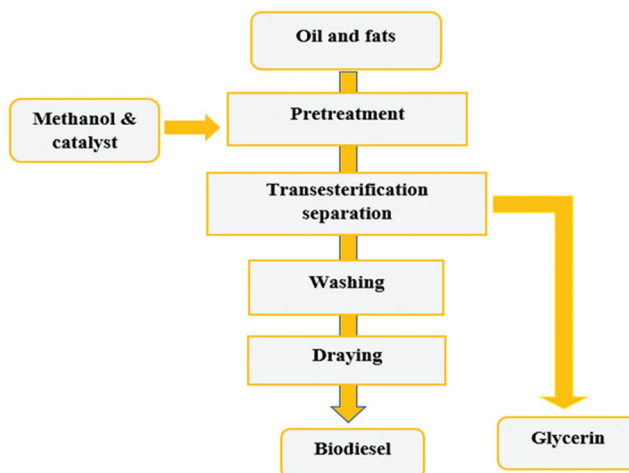 Oil and fats
Methanol &
catalyst
Pretreatment
Transesterification
separation
Washing
Draying
Biodiesel
Glycerin